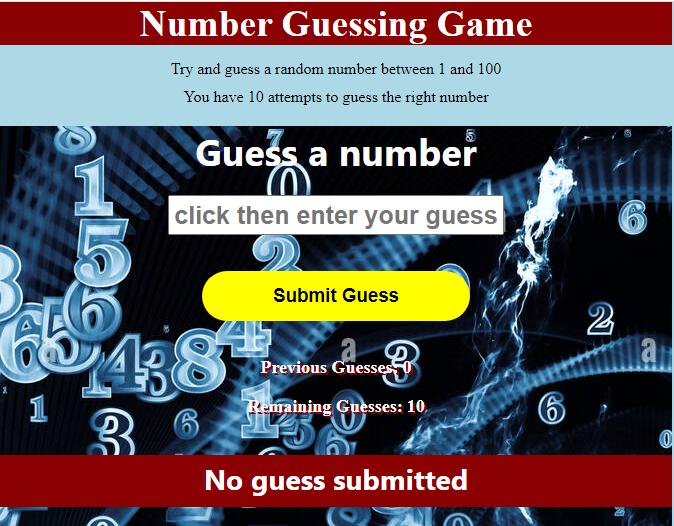 Number Guessing Game
Try and guess a random number between 1 and 100
You have 10 attempts to guess the right number
Guess a number
click then enter your guess
Submit Guess
Previous Guesses: 0
Remaining Guesses: 10
No guess submitted